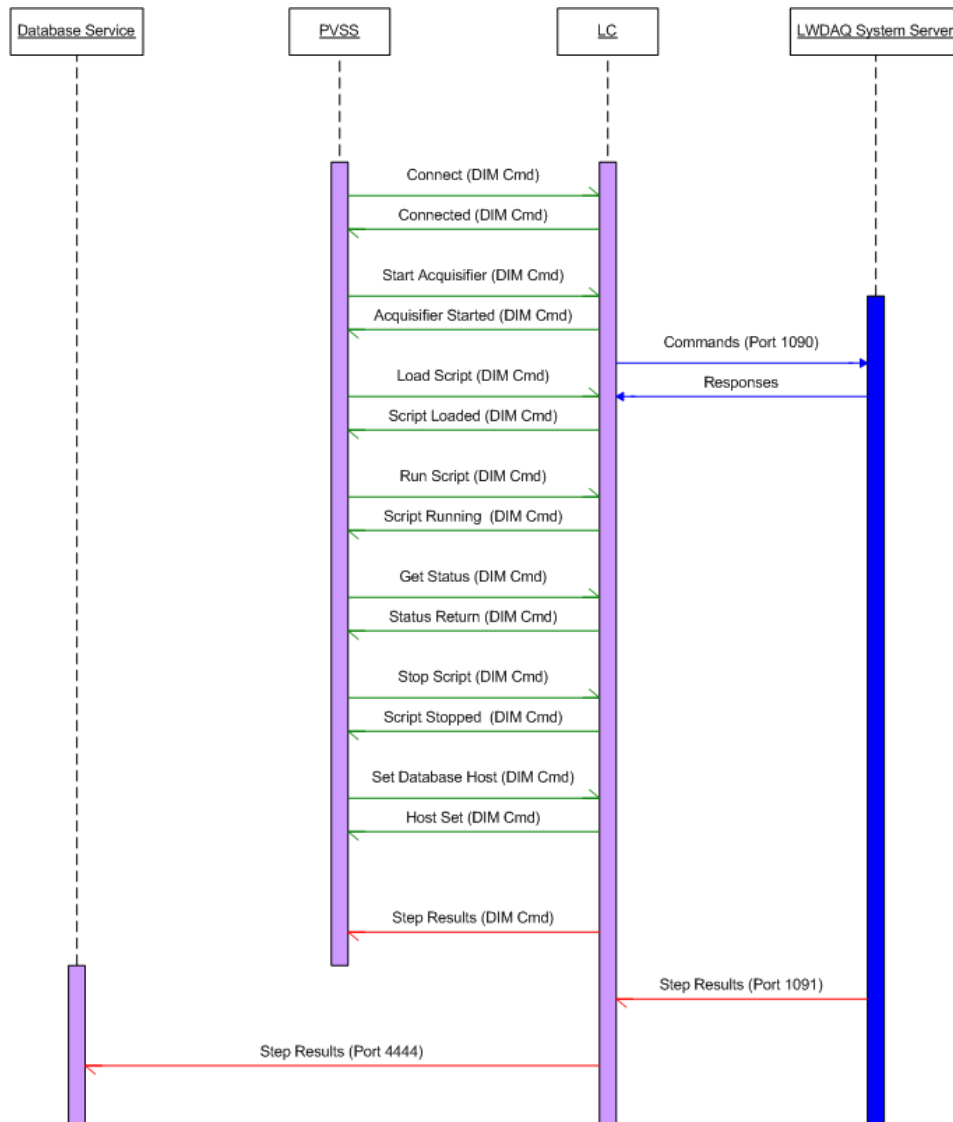 Database Service
PVSS
LC
LWDAQ System Server
Connect (DIM Cmd)
Connected (DIM Cmd)
Start Acquisifier (DIM Cmd)
Acquisifier Started (DIM Cmd)
Commands (Port 1090)
Load Script (DIM Cmd)
Responses
Script Loaded (DIM Cmd)
Run Script (DIM Cmd)
Script Running  (DIM Cmd)
Get Status (DIM Cmd)
Status Return (DIM Cmd)
Stop Script (DIM Cmd)
Script Stopped  (DIM Cmd)
Set Database Host (DIM Cmd)
Host Set (DIM Cmd)
Step Results (DIM Cmd)
Step Results (Port 1091)
Step Results (Port 4444)